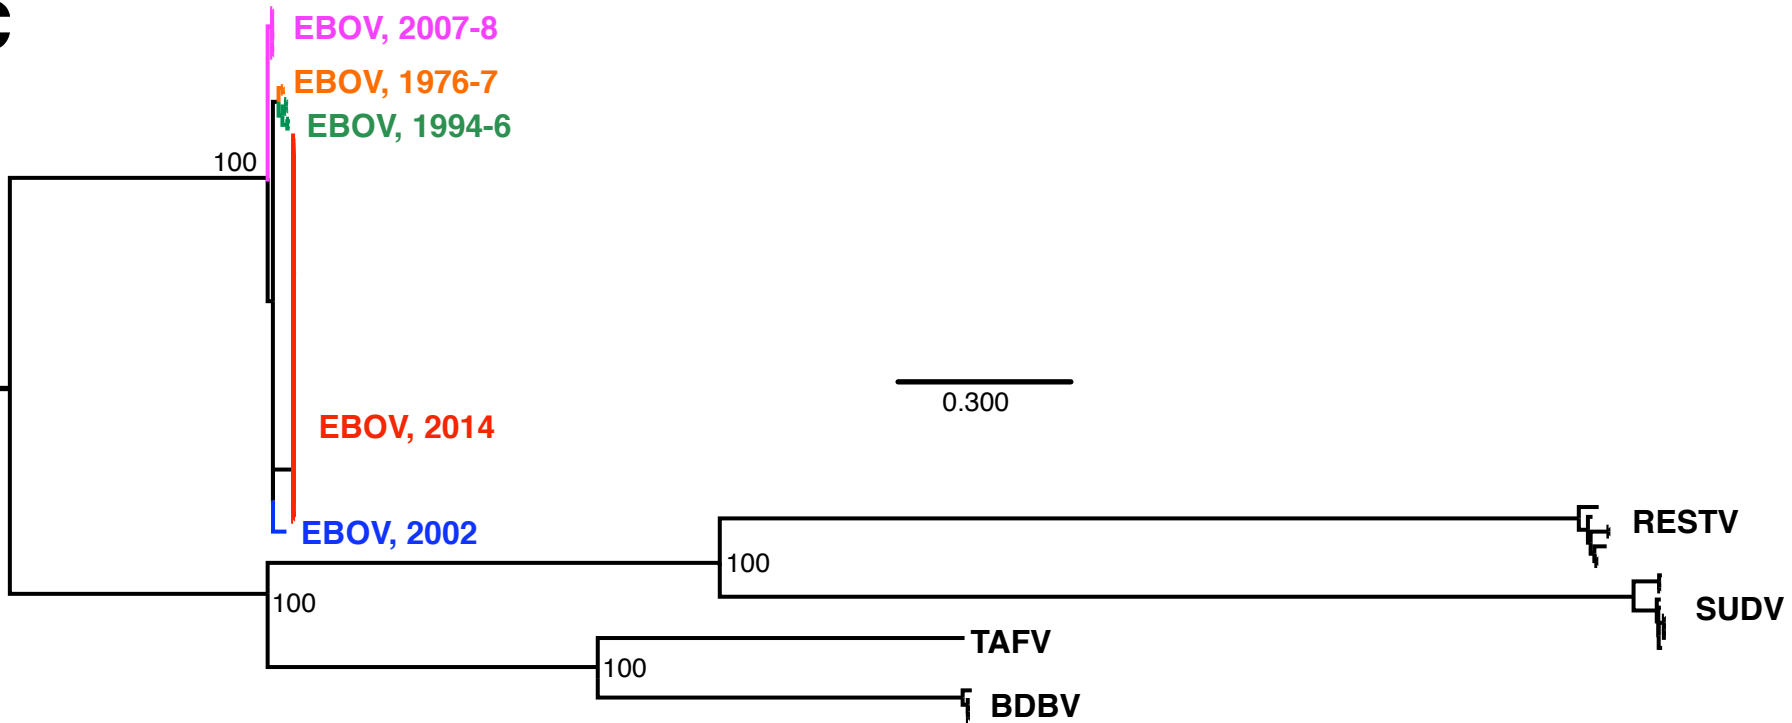 C
EBOV, 2007-8
EBOV, 1976-7
EBOV, 1994-6
100
0.300
EBOV, 2014
RESTV
EBOV, 2002
100
100
SUDV
TAFV
100
BDBV